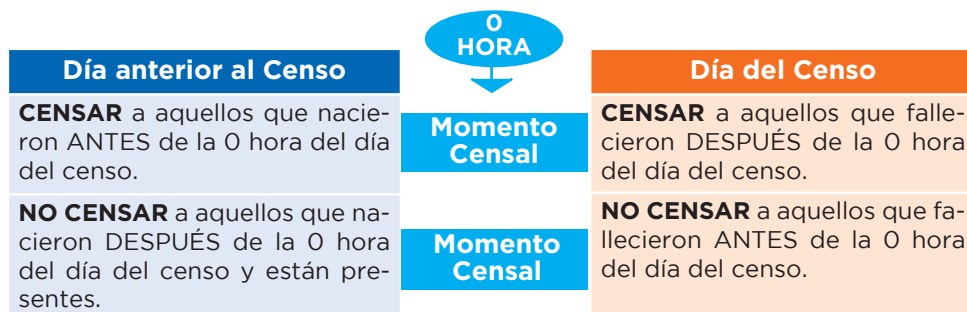 0
HORA
Día anterior al Censo
CENSAR a aquellos que nacie-
ron ANTES de la 0 hora del día
del censo.
NO CENSAR a aquellos que na-
cieron DESPUÉS de la 0 hora
del día del censo y están pre-
sentes.
Momento
Censal
Momento
Censal
Día del Censo
CENSAR a aquellos que falle-
cieron DESPUÉS de la 0 hora
del día del censo.
NO CENSAR a aquellos que fa-
llecieron ANTES de la 0 hora
del día del censo.